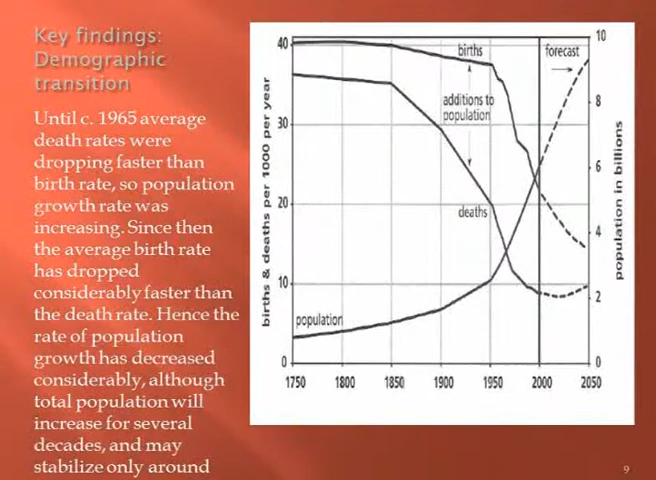 Key findings:
Demographic
transition
Until c. 1965 average
death rates were
dropping faster than
birth rate, so population
growth rate was
increasing. Since then
the average birth rate
has dropped
considerably faster than
the death rate. Hence the
rate of population
growth has decreased
considerably, although
total population will
increase for several
decades, and may
stabilize only around
births & deaths per 1000 per year
40
30
20
10
0
births
additions to
population
deaths
population
forecast
10
8
6
4
2
0
population in billions
1750 1800 1850 1900 1950 2000 2050
9